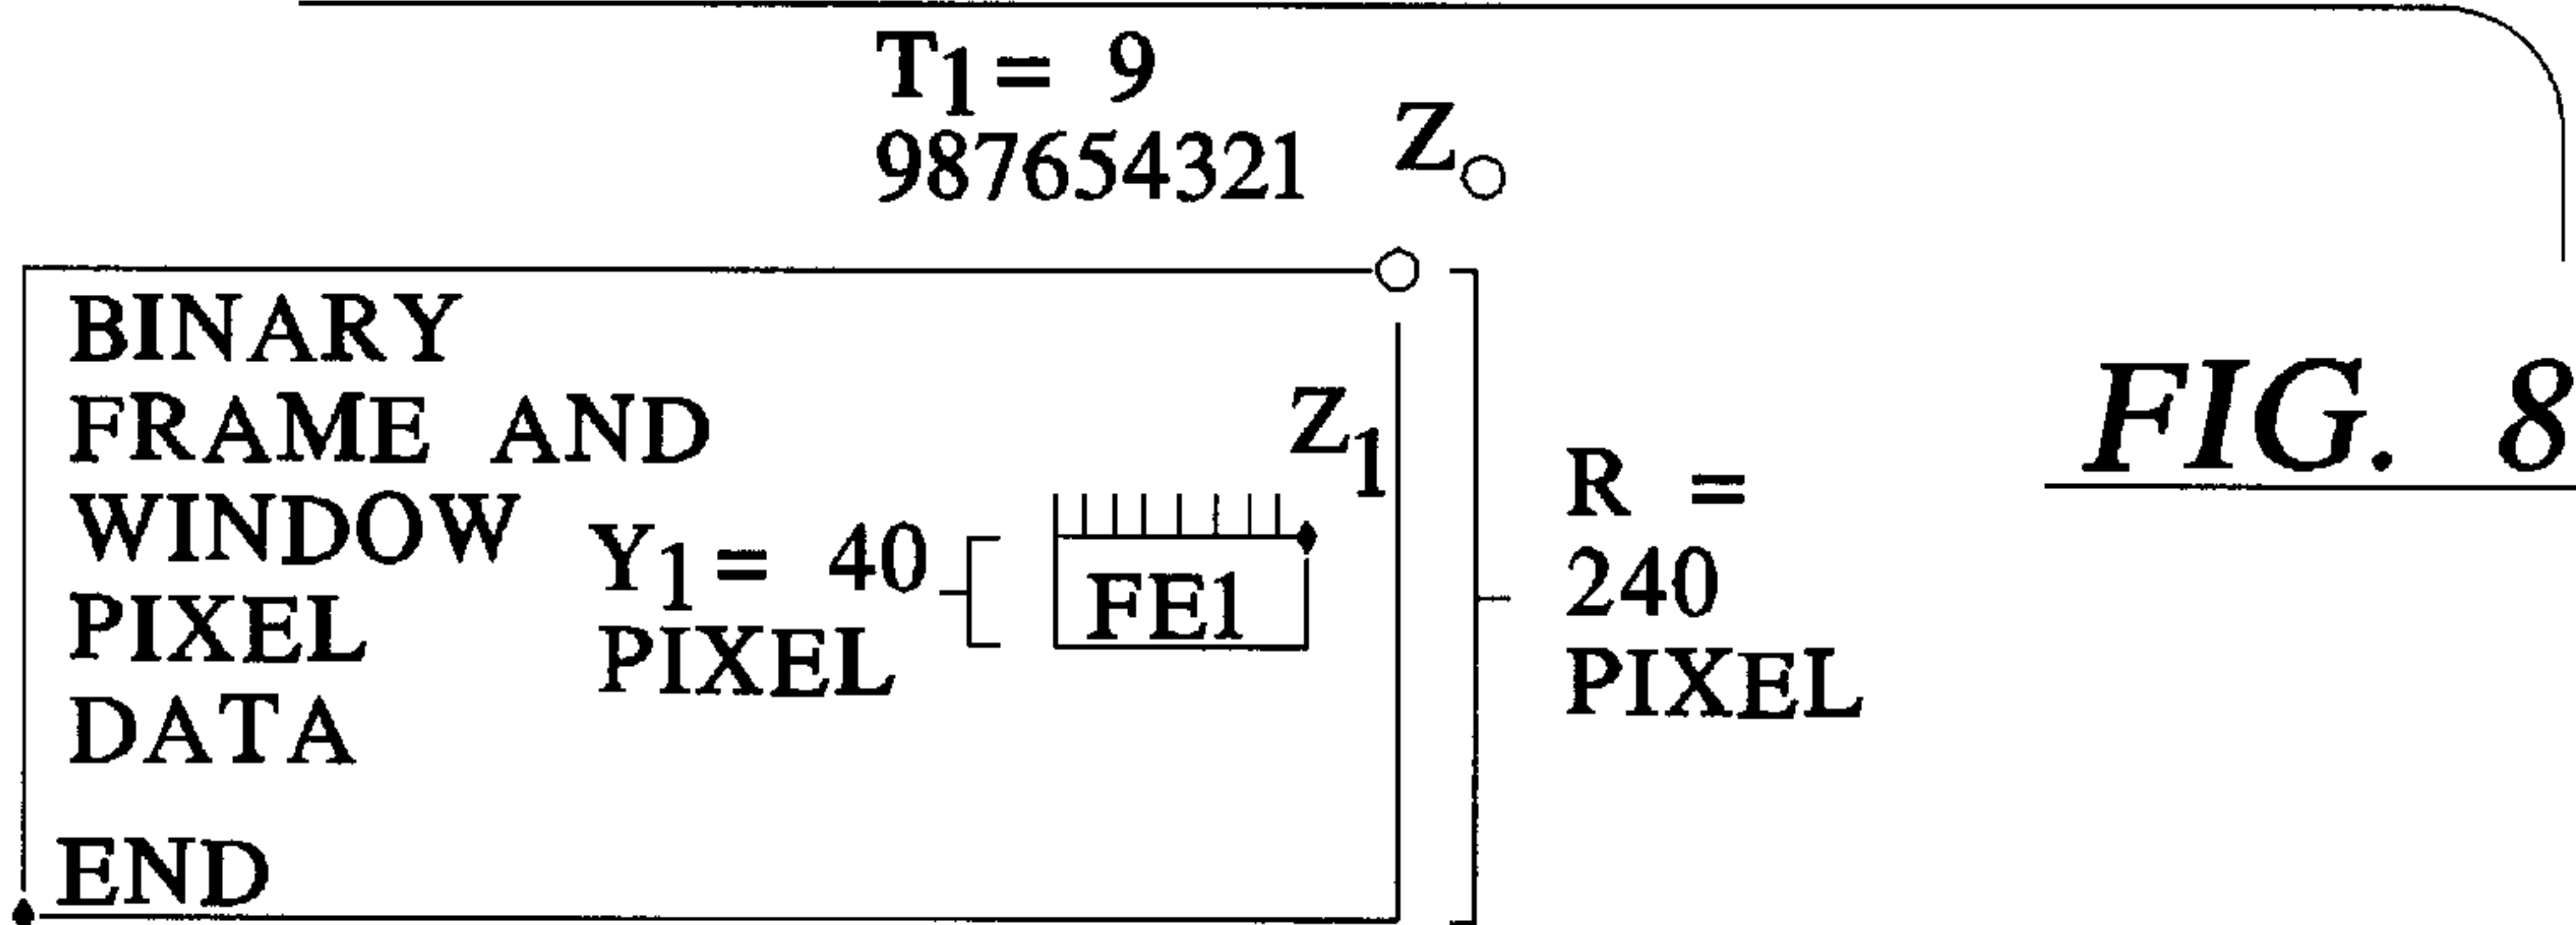 T₁= 9
987654321
Z₀
BINARY
FRAME AND
WINDOW
PIXEL
DATA
END
Y₁= 40
PIXEL
FE1
Z₁
R =
240
PIXEL
FIG. 8